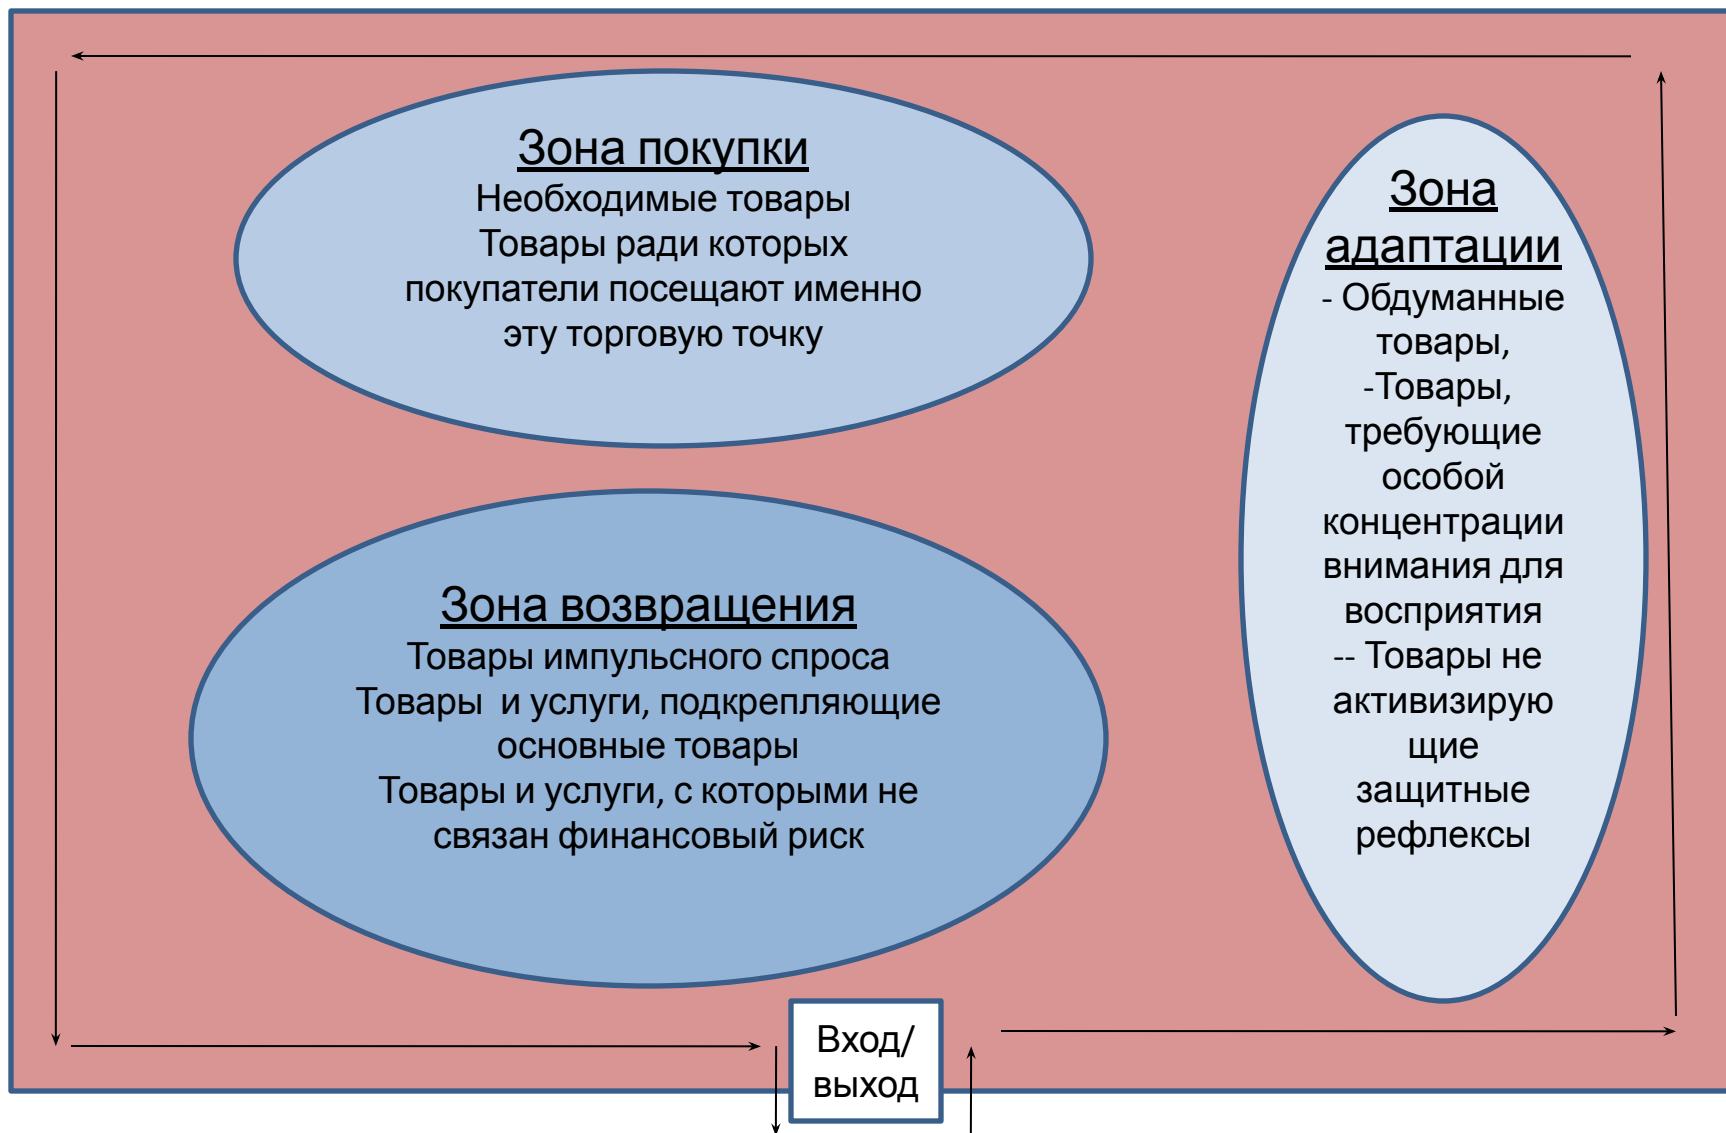 Зона покупки
Необходимые товары
Товары ради которых
покупатели посещают именно
эту торговую точку
Зона
адаптации
- Обдуманные
товары,
-Товары,
требующие
особой
концентрации
внимания для
восприятия
-- Товары не
активизирую
щие
защитные
рефлексы
Зона возвращения
Товары импульсного спроса
Товары  и услуги, подкрепляющие
основные товары
Товары и услуги, с которыми не
связан финансовый риск
Вход/
выход